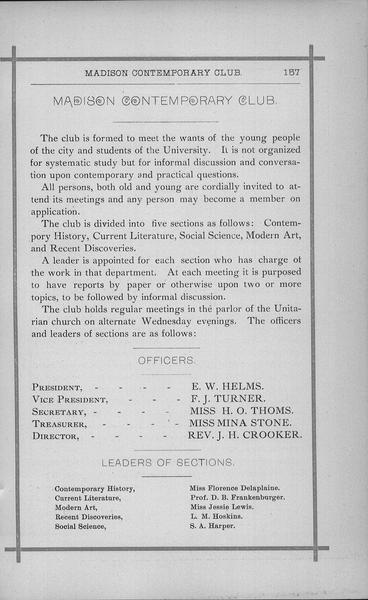 MADISON CONTEMPORARY CLUB. 157
MADISON CONTEMPORARY CLUB.
The club is formed to meet the wants of the young people
of the city and students of the University. It is not organized
for systematic study but for informal discussion and conversa-
tion upon contemporary and practical questions.
All persons, both old and young are cordially invited to at-
tend its meetings and any person may become a member on
application.
The club is divided into five sections as follows: Contem-
pory History, Current Literature, Social Science, Modern Art,
and Recent Discoveries.
A leader is appointed for each section who has charge ot
the work in that department. At each meeting it is purposed
to have reports by paper or otherwise upon two or more
topics, to be followed by informal discussion.
The club holds regular meetings in the parlor of the Unita-
rian church on alternate Wednesday evenings. The officers
and leaders of sections are as follows:
OFFICERS.
PRESIDENT, - - - - E. W. HELMS.
VICE PRESIDENT, - - - F. J. TURNER.
SECRETARY, - - - - MISS H. O. THOMS.
TREASURER, - - - - MISS MINA STONE.
DIRECTOR, - - - - REV. J. H. CROOKER.
LEADERS OF SECTIONS.
Contemporary History, Miss Florence Delaplaine.
Current Literature, Prof. D. B. Frankenburger.
Modern Art, Miss Jessie Lewis.
Recent Discoveries, L. M. Hoskins.
Social Science, S. A. Harper.